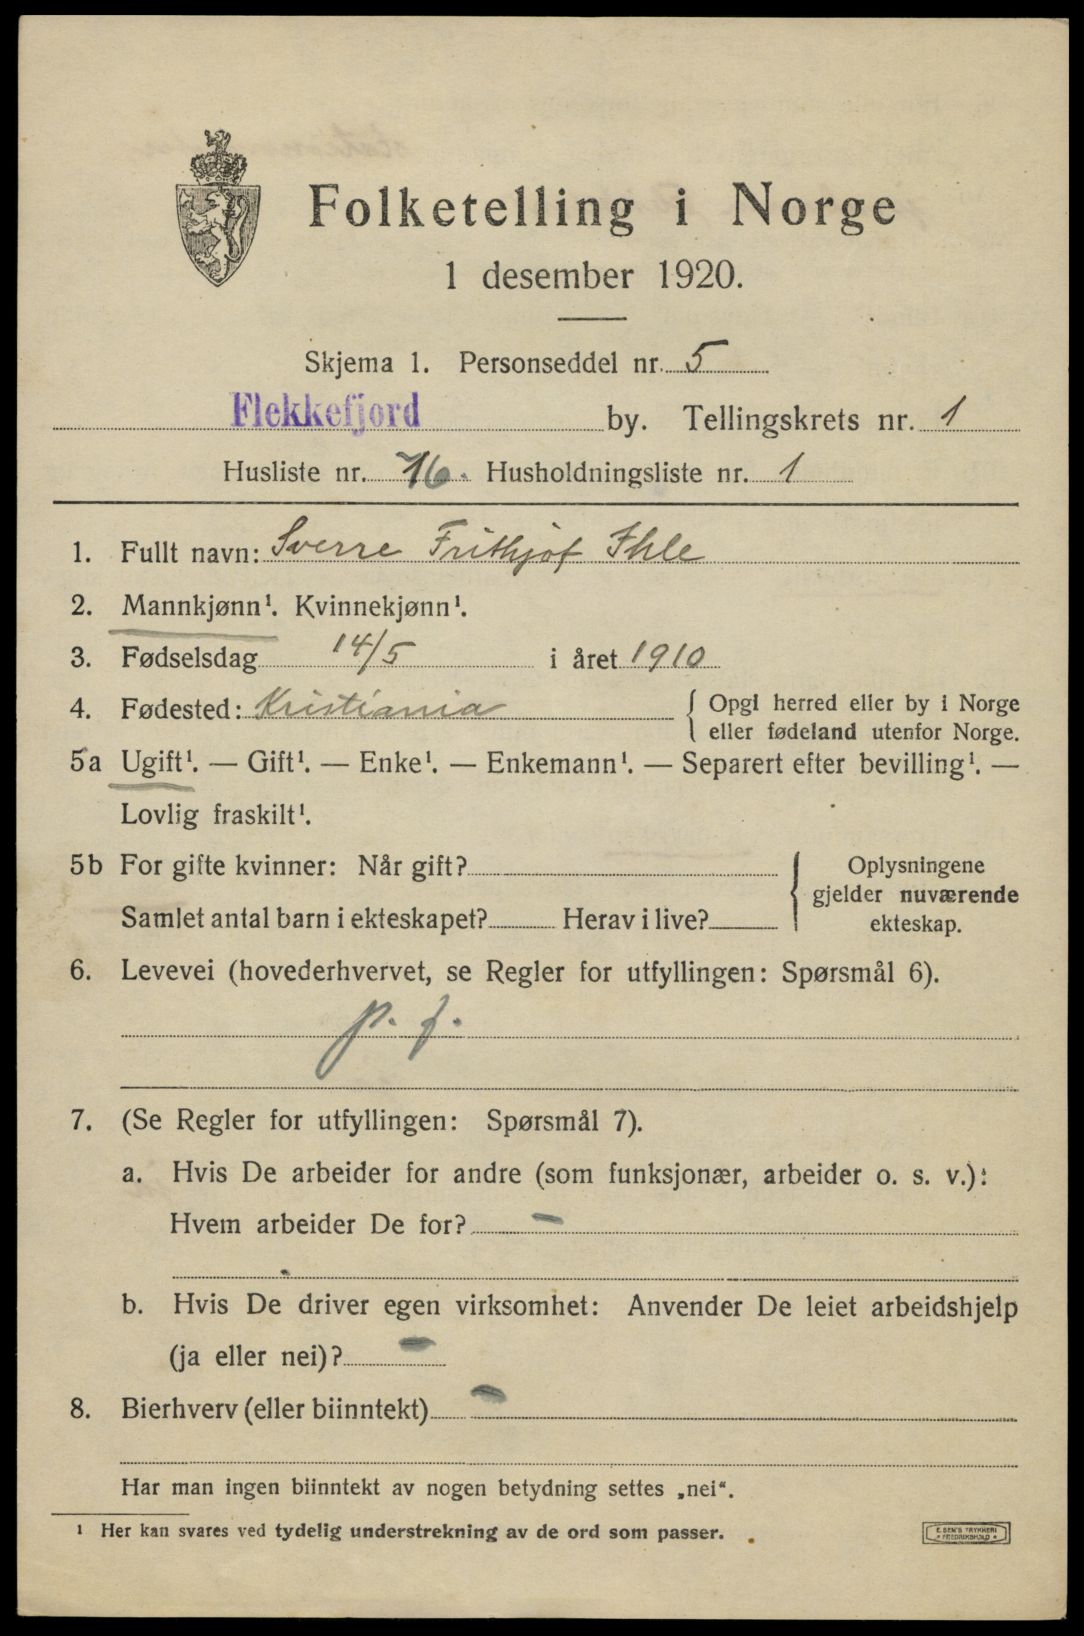 Folketelling i Norge
1 desember 1920.
Skjema 1. Personseddel nr. 5
Flekkefjord by. Tellingskrets nr. 1
Husliste nr. 16. Husholdningsliste nr. 1
1. Fullt navn: Sverre Frithjof Ihle
2. Mannkjønn¹. Kvinnekjønn¹.
3. Fødselsdag 14/5 i året 1910
4. Fødested: Kristiania { Opgi herred eller by i Norge
eller fødeland utenfor Norge.
5a Ugift¹. — Gift¹. — Enke¹. — Enkemann¹. — Separert efter bevilling¹. —
Lovlig fraskilt¹.
5b For gifte kvinner: Når gift? { Oplysningene
gjelder nuværende
Samlet antal barn i ekteskapet? Herav i live? ekteskap.
6. Levevei (hovederhvervet, se Regler for utfyllingen: Spørsmål 6).
p. f.
7. (Se Regler for utfyllingen: Spørsmål 7).
a. Hvis De arbeider for andre (som funksjonær, arbeider o. s. v.):
Hvem arbeider De for? –
b. Hvis De driver egen virksomhet: Anvender De leiet arbeidshjelp
(ja eller nei)? –
8. Bierhverv (eller biinntekt) –
Har man ingen biinntekt av nogen betydning settes „nei“.
¹ Her kan svares ved tydelig understrekning av de ord som passer.
E. SEM'S TRYKKERI
FREDRIKSHALD